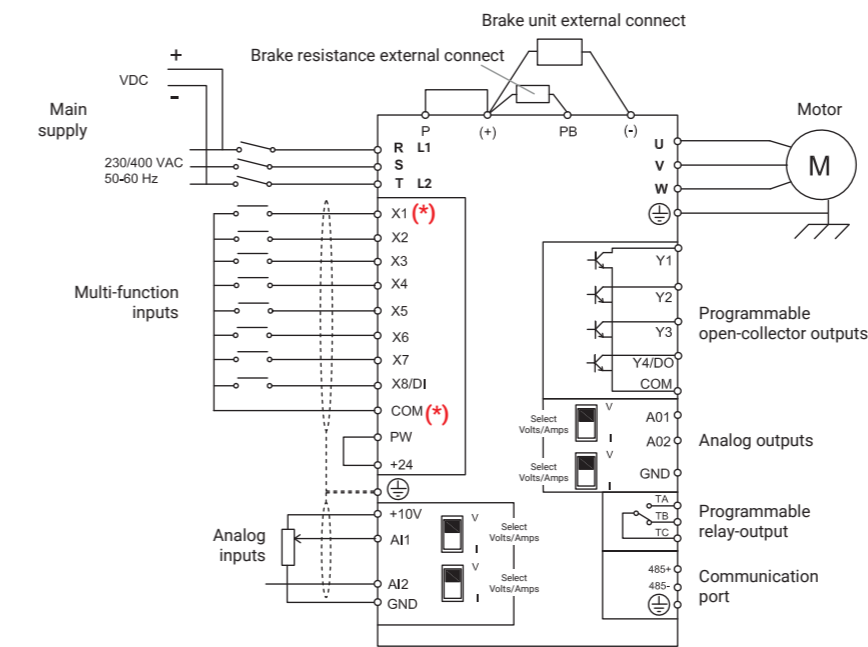 Brake unit external connect
Brake resistance external connect
+
VDC
-
Main
supply
230/400 VAC
50-60 Hz
P
(+)
PB
(-)
R L1
S
T L2
U
V
W
Motor
M
Multi-function
inputs
X1 (*)
X2
X3
X4
X5
X6
X7
X8/DI
COM (*)
PW
+24
Y1
Y2
Y3
Y4/DO
COM
Programmable
open-collector outputs
Select
Volts/Amps
V
I
Select
Volts/Amps
V
I
A01
A02
GND
Analog outputs
Analog
inputs
+10V
AI1
AI2
GND
V
I
Select
Volts/Amps
V
I
Select
Volts/Amps
TA
TB
TC
Programmable
relay-output
485+
485-
Communication
port